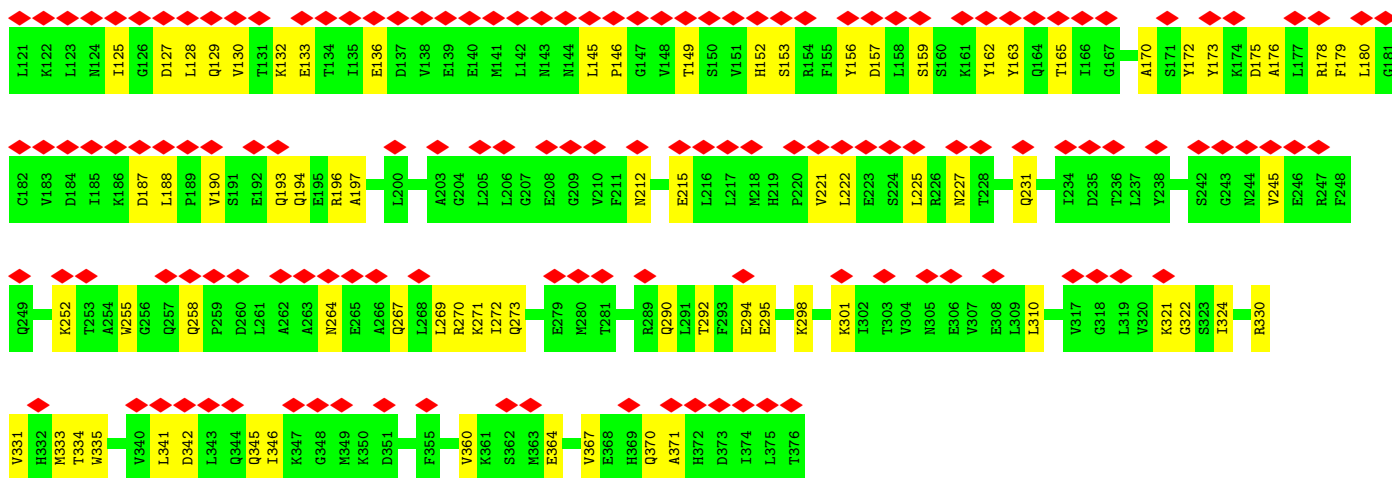 L121 K122 L123 N124 I125 G126 D127 L128 Q129 V130 T131 K132 E133 T134 I135 E136 D137 V138 E139 E140 M141 L142 N143 N144 L145 P146 G147 V148 T149 S150 V151 H152 S153 R154 F155 Y156 D157 L158 S159 S160 K161 Y162 Y163 Q164 T165 I166 G167 A170 S171 Y172 Y173 K174 D175 A176 L177 R178 F179 L180 G181
C182 V183 D184 I185 K186 D187 L188 P189 V190 S191 E192 Q193 Q194 E195 R196 A197 L200 A203 G204 L205 L206 G207 E208 G209 V210 F211 N212 E215 L216 L217 M218 H219 P220 V221 L222 E223 S224 L225 R226 N227 T228 Q231 I234 D235 T236 L237 Y238 S242 G243 N244 V245 E246 R247 F248
Q249 K252 T253 A254 W255 G256 Q257 Q258 P259 D260 L261 A262 A263 N264 E265 A266 Q267 L268 L269 R270 K271 I272 Q273 E279 M280 T281 R289 Q290 L291 T292 F293 E294 E295 K298 K301 I302 T303 V304 N305 E306 V307 E308 L309 L310 V317 G318 L319 V320 K321 G322 S323 I324 R330
V331 H332 M333 T334 W335 V340 L341 D342 L343 Q344 Q345 I346 K347 G348 M349 K350 D351 F355 V360 K361 S362 M363 E364 V367 E368 H369 Q370 A371 H372 D373 I374 L375 T376